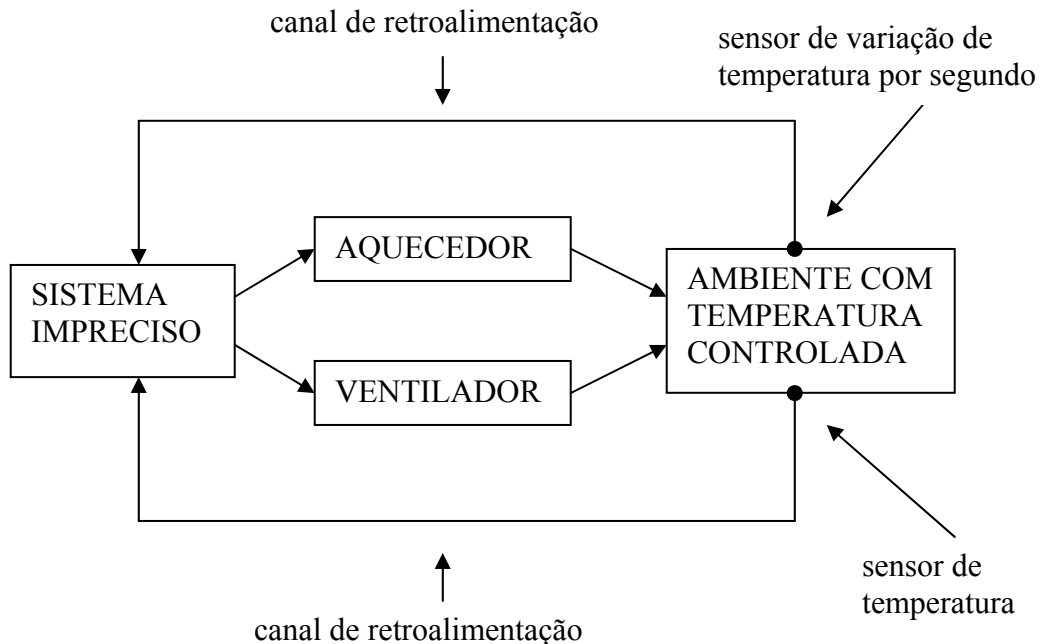 canal de retroalimentação
sensor de variação de
temperatura por segundo
AQUECEDOR
SISTEMA
IMPRECISO
AMBIENTE COM
TEMPERATURA
CONTROLADA
VENTILADOR
sensor de
temperatura
canal de retroalimentação